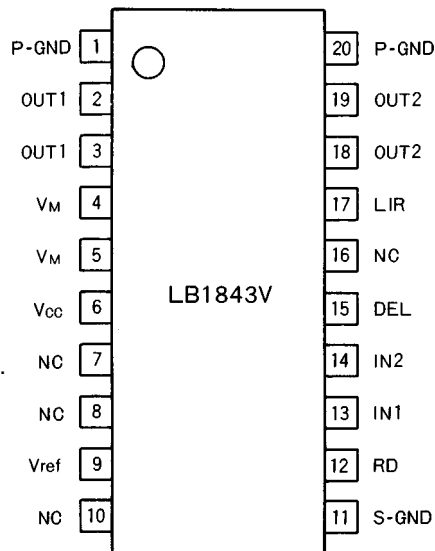 P-GND 1 20 P-GND
OUT1 2 19 OUT2
OUT1 3 18 OUT2
VM 4 17 LIR
VM 5 16 NC
LB1843V
Vcc 6 15 DEL
NC 7 14 IN2
NC 8 13 IN1
Vref 9 12 RD
NC 10 11 S-GND